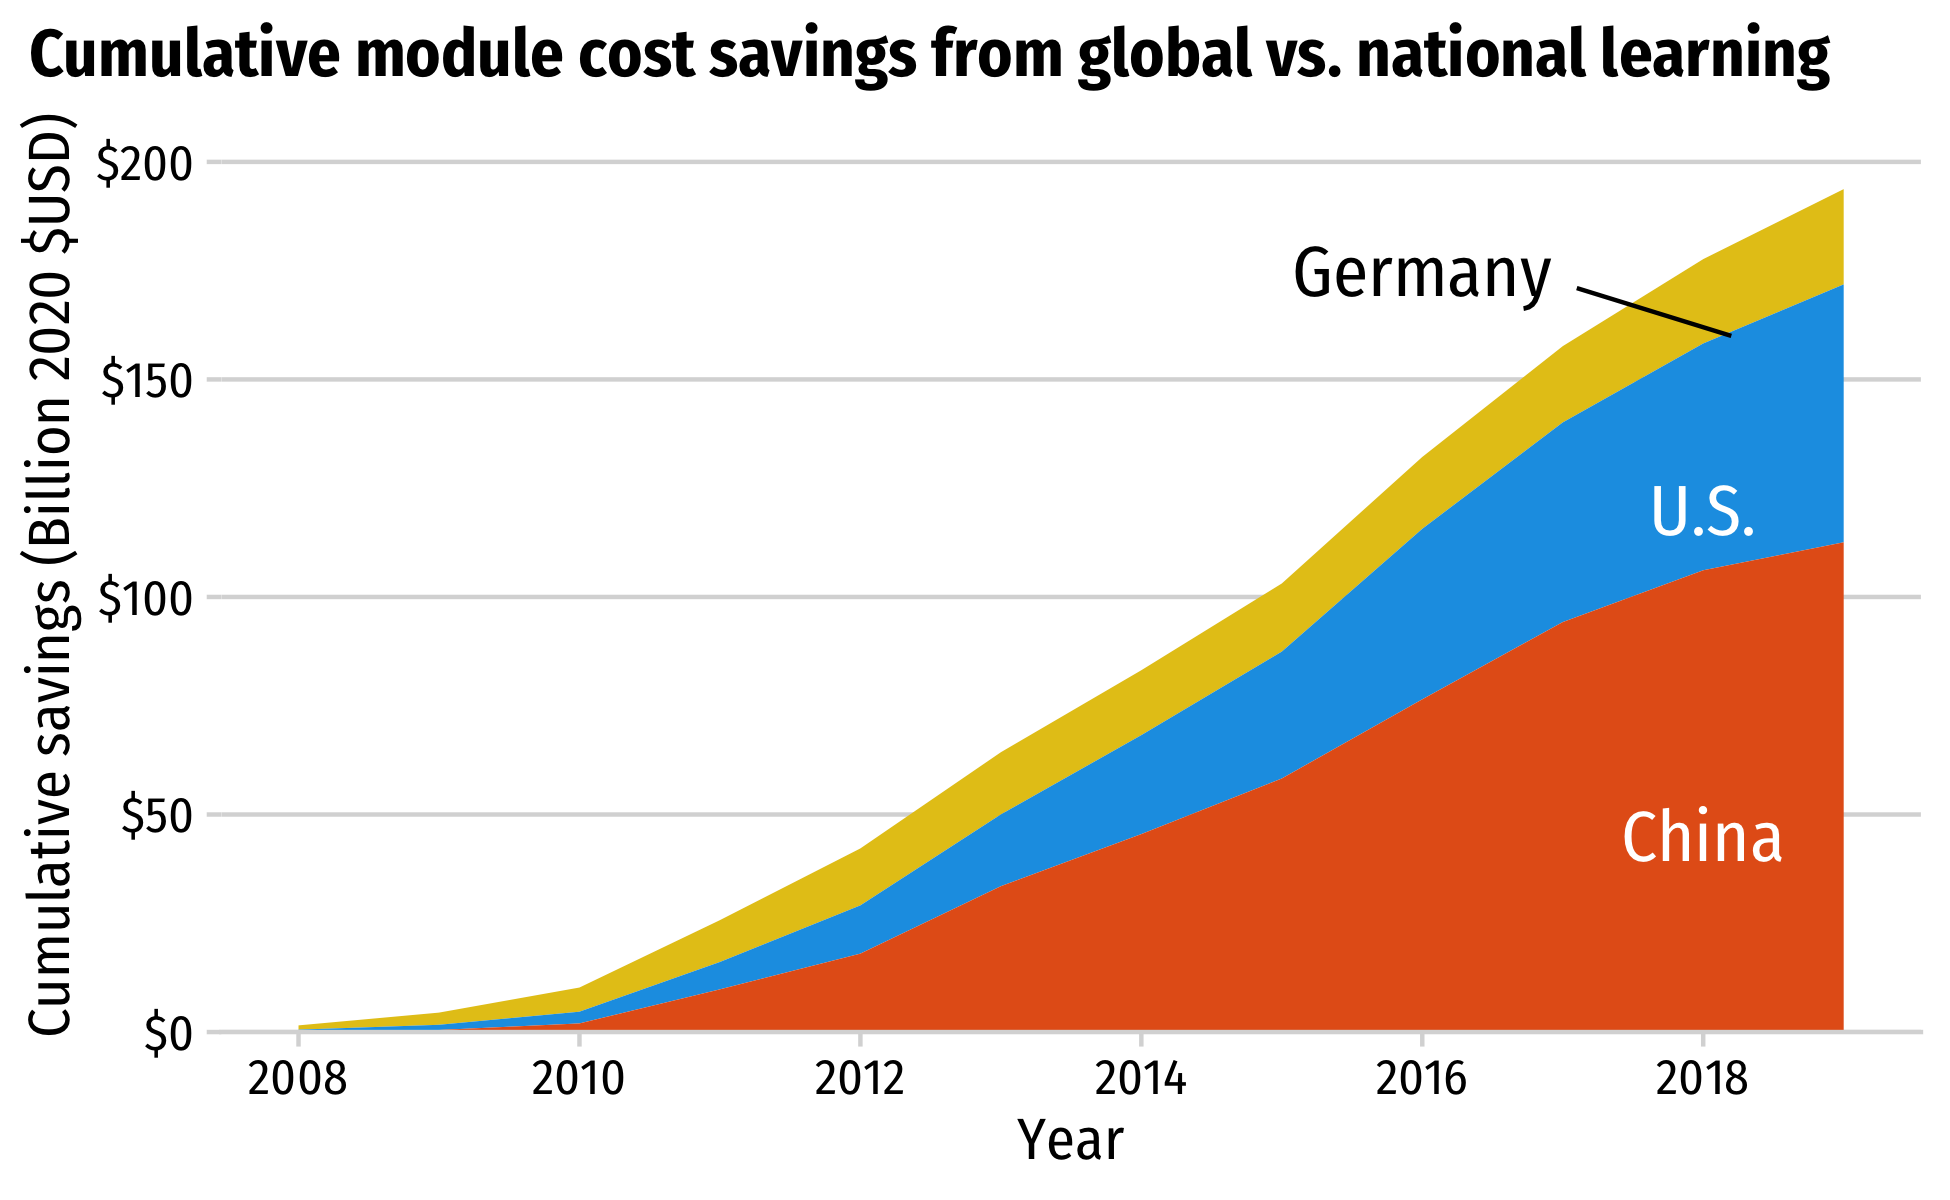 Cumulative module cost savings from global vs. national learning
Cumulative savings (Billion 2020 $USD)
$200
$150
$100
$50
$0
Germany
U.S.
China
2008 2010 2012 2014 2016 2018
Year